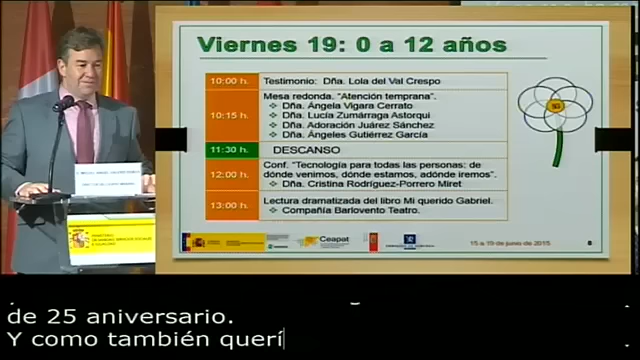 Viernes 19: 0 a 12 años
10:00 h. Testimonio: Dña. Lola del Val Crespo
10:15 h. Mesa redonda. "Atención temprana".
Dña. Ángela Vigara Cerrato
Dña. Lucía Zumárraga Astorqui
Dña. Adoración Juárez Sánchez
Dña. Ángeles Gutiérrez García
11:30 h. DESCANSO
12:00 h. Conf. "Tecnología para todas las personas: de
dónde venimos, dónde estamos, adónde iremos".
Dña. Cristina Rodríguez-Porrero Miret
13:00 h. Lectura dramatizada del libro Mi querido Gabriel.
Compañía Barlovento Teatro.
Ceapat
15 a 19 de junio de 2015
8
de 25 aniversario.
Y como también querí